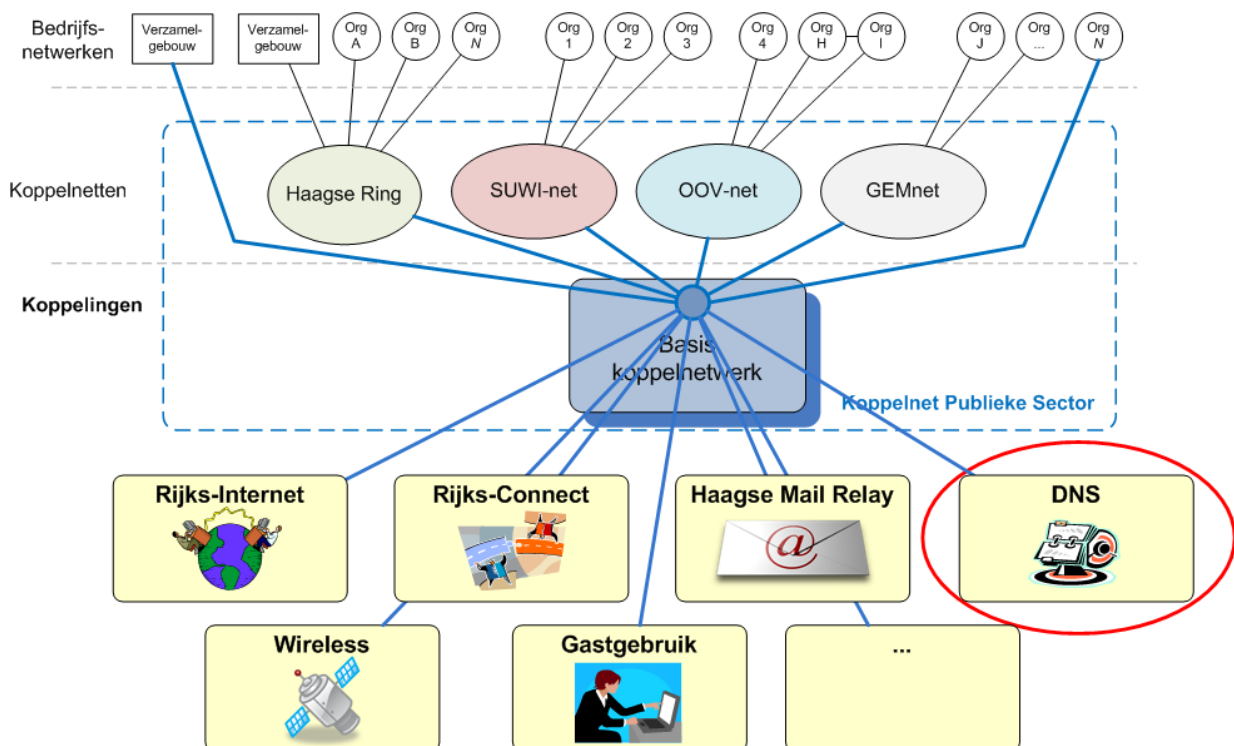 Bedrijfs-
netwerken
Verzamel-
gebouw
Verzamel-
gebouw
Org
A
Org
B
Org
N
Org
1
Org
2
Org
3
Org
4
Org
H
Org
I
Org
J
Org
...
Org
N
Koppelnetten
Haagse Ring
SUWI-net
OOV-net
GEMnet
Koppelingen
Basis
koppelnetwerk
Koppelnet Publieke Sector
Rijks-Internet
Rijks-Connect
Haagse Mail Relay
@
DNS
Wireless
Gastgebruik
...